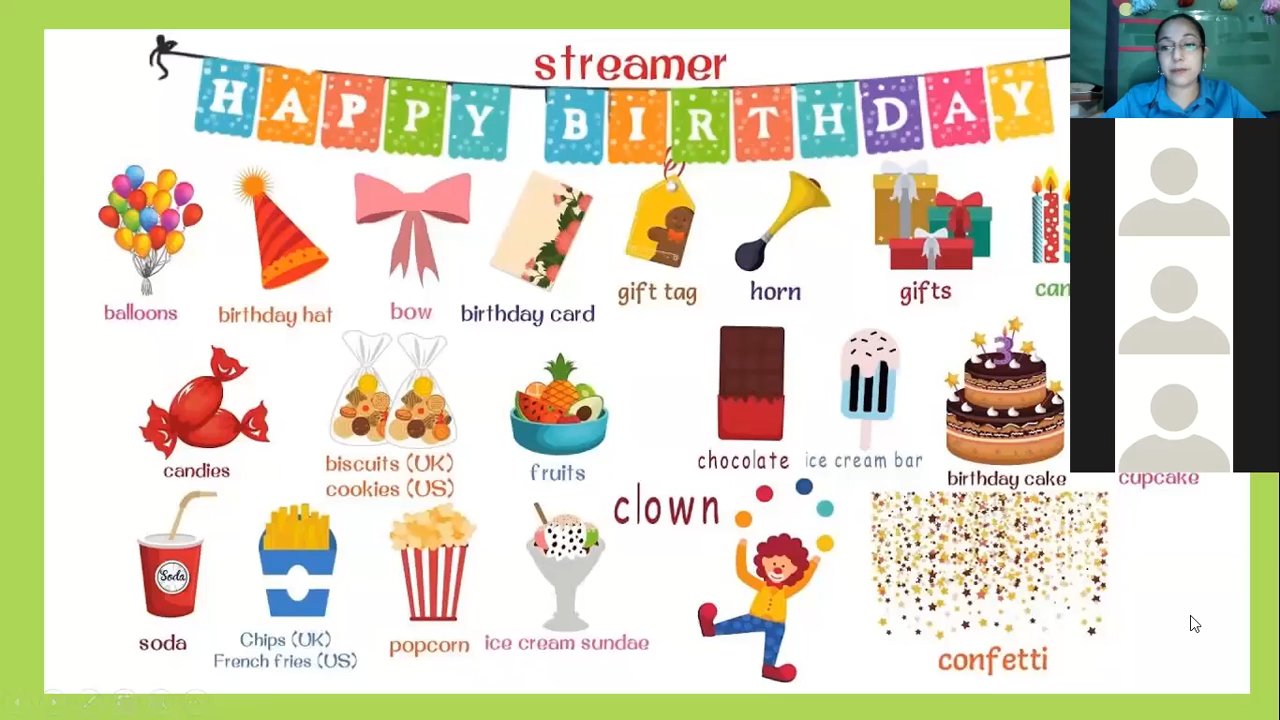 streamer
HAPPY BIRTHDAY
balloons
birthday hat
bow
birthday card
gift tag
horn
gifts
can
3
candies
biscuits (UK)
cookies (US)
fruits
chocolate
ice cream bar
birthday cake
cupcake
clown
Soda
soda
Chips (UK)
French fries (US)
popcorn
ice cream sundae
confetti